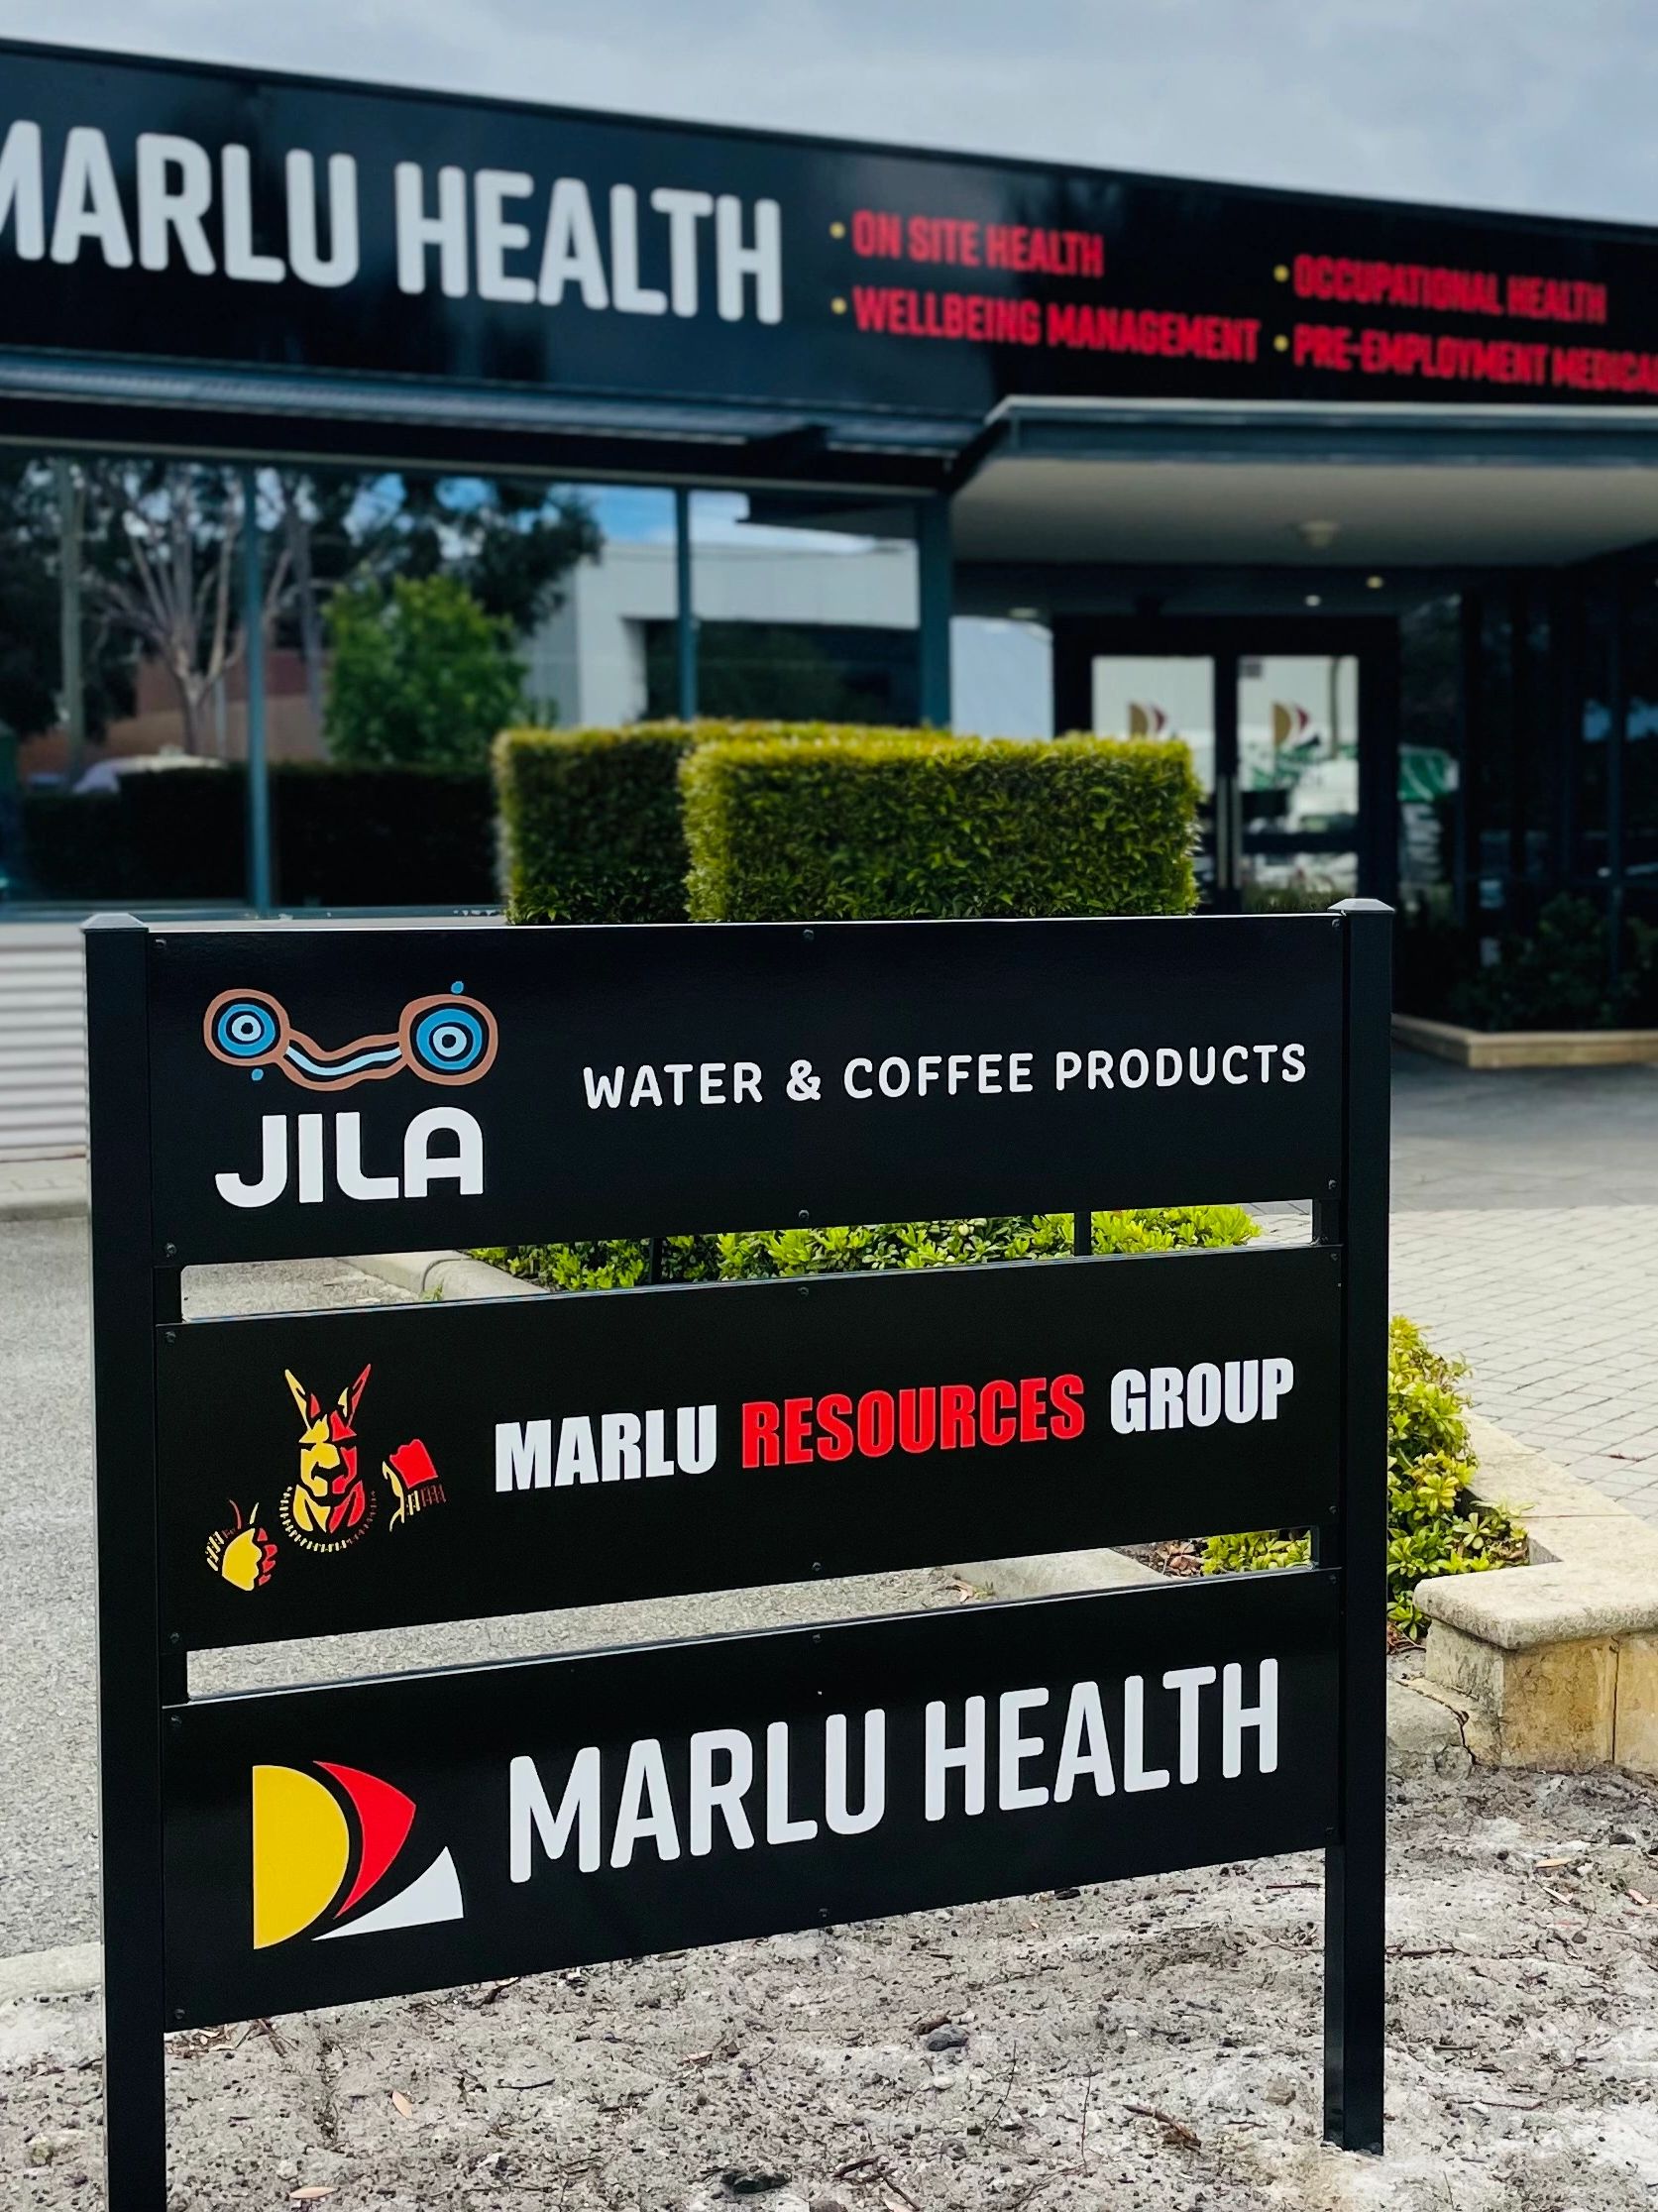 MARLU HEALTH
• ON SITE HEALTH
• WELLBEING MANAGEMENT
• OCCUPATIONAL HEALTH
• PRE-EMPLOYMENT MEDICA
JILA
WATER & COFFEE PRODUCTS
MARLU RESOURCES GROUP
MARLU HEALTH